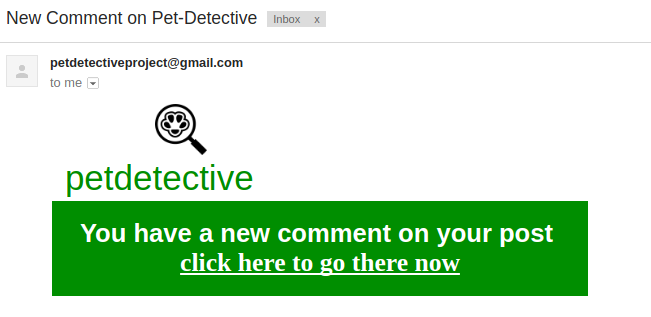 New Comment on Pet-Detective Inbox x
petdetectiveproject@gmail.com
to me
petdetective
You have a new comment on your post
click here to go there now